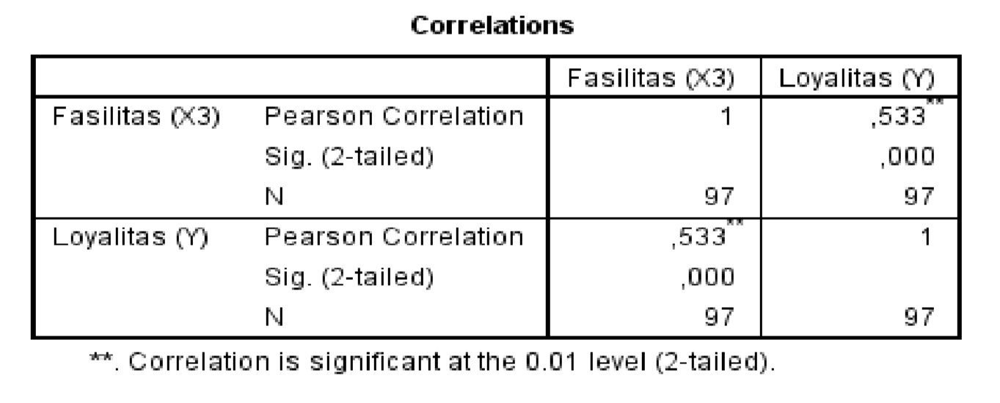 Correlations
Fasilitas (X3) Loyalitas (Y)
Fasilitas (X3) Pearson Correlation 1 ,533**
Sig. (2-tailed) ,000
N 97 97
Loyalitas (Y) Pearson Correlation ,533** 1
Sig. (2-tailed) ,000
N 97 97
**. Correlation is significant at the 0.01 level (2-tailed).